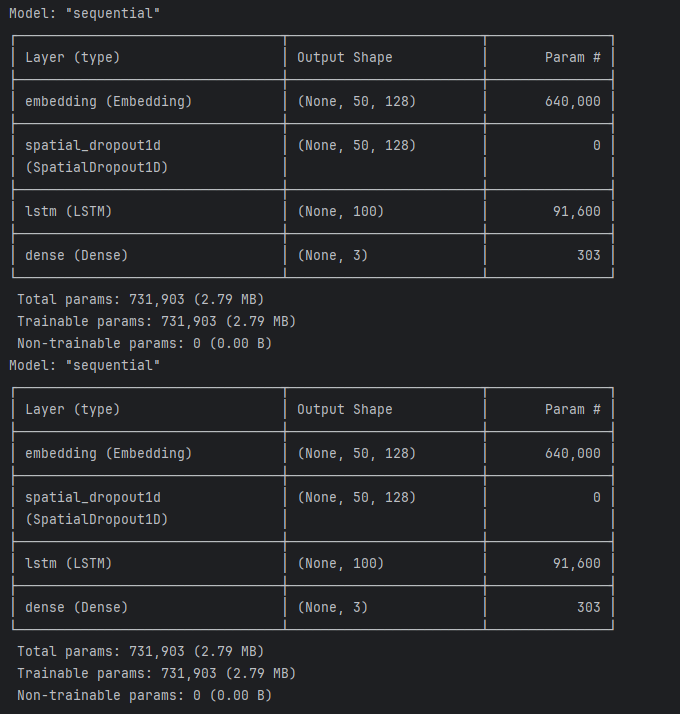 Model: "sequential"
Layer (type) Output Shape Param #
embedding (Embedding) (None, 50, 128) 640,000
spatial_dropout1d (None, 50, 128) 0
(SpatialDropout1D)
lstm (LSTM) (None, 100) 91,600
dense (Dense) (None, 3) 303
Total params: 731,903 (2.79 MB)
Trainable params: 731,903 (2.79 MB)
Non-trainable params: 0 (0.00 B)
Model: "sequential"
Layer (type) Output Shape Param #
embedding (Embedding) (None, 50, 128) 640,000
spatial_dropout1d (None, 50, 128) 0
(SpatialDropout1D)
lstm (LSTM) (None, 100) 91,600
dense (Dense) (None, 3) 303
Total params: 731,903 (2.79 MB)
Trainable params: 731,903 (2.79 MB)
Non-trainable params: 0 (0.00 B)